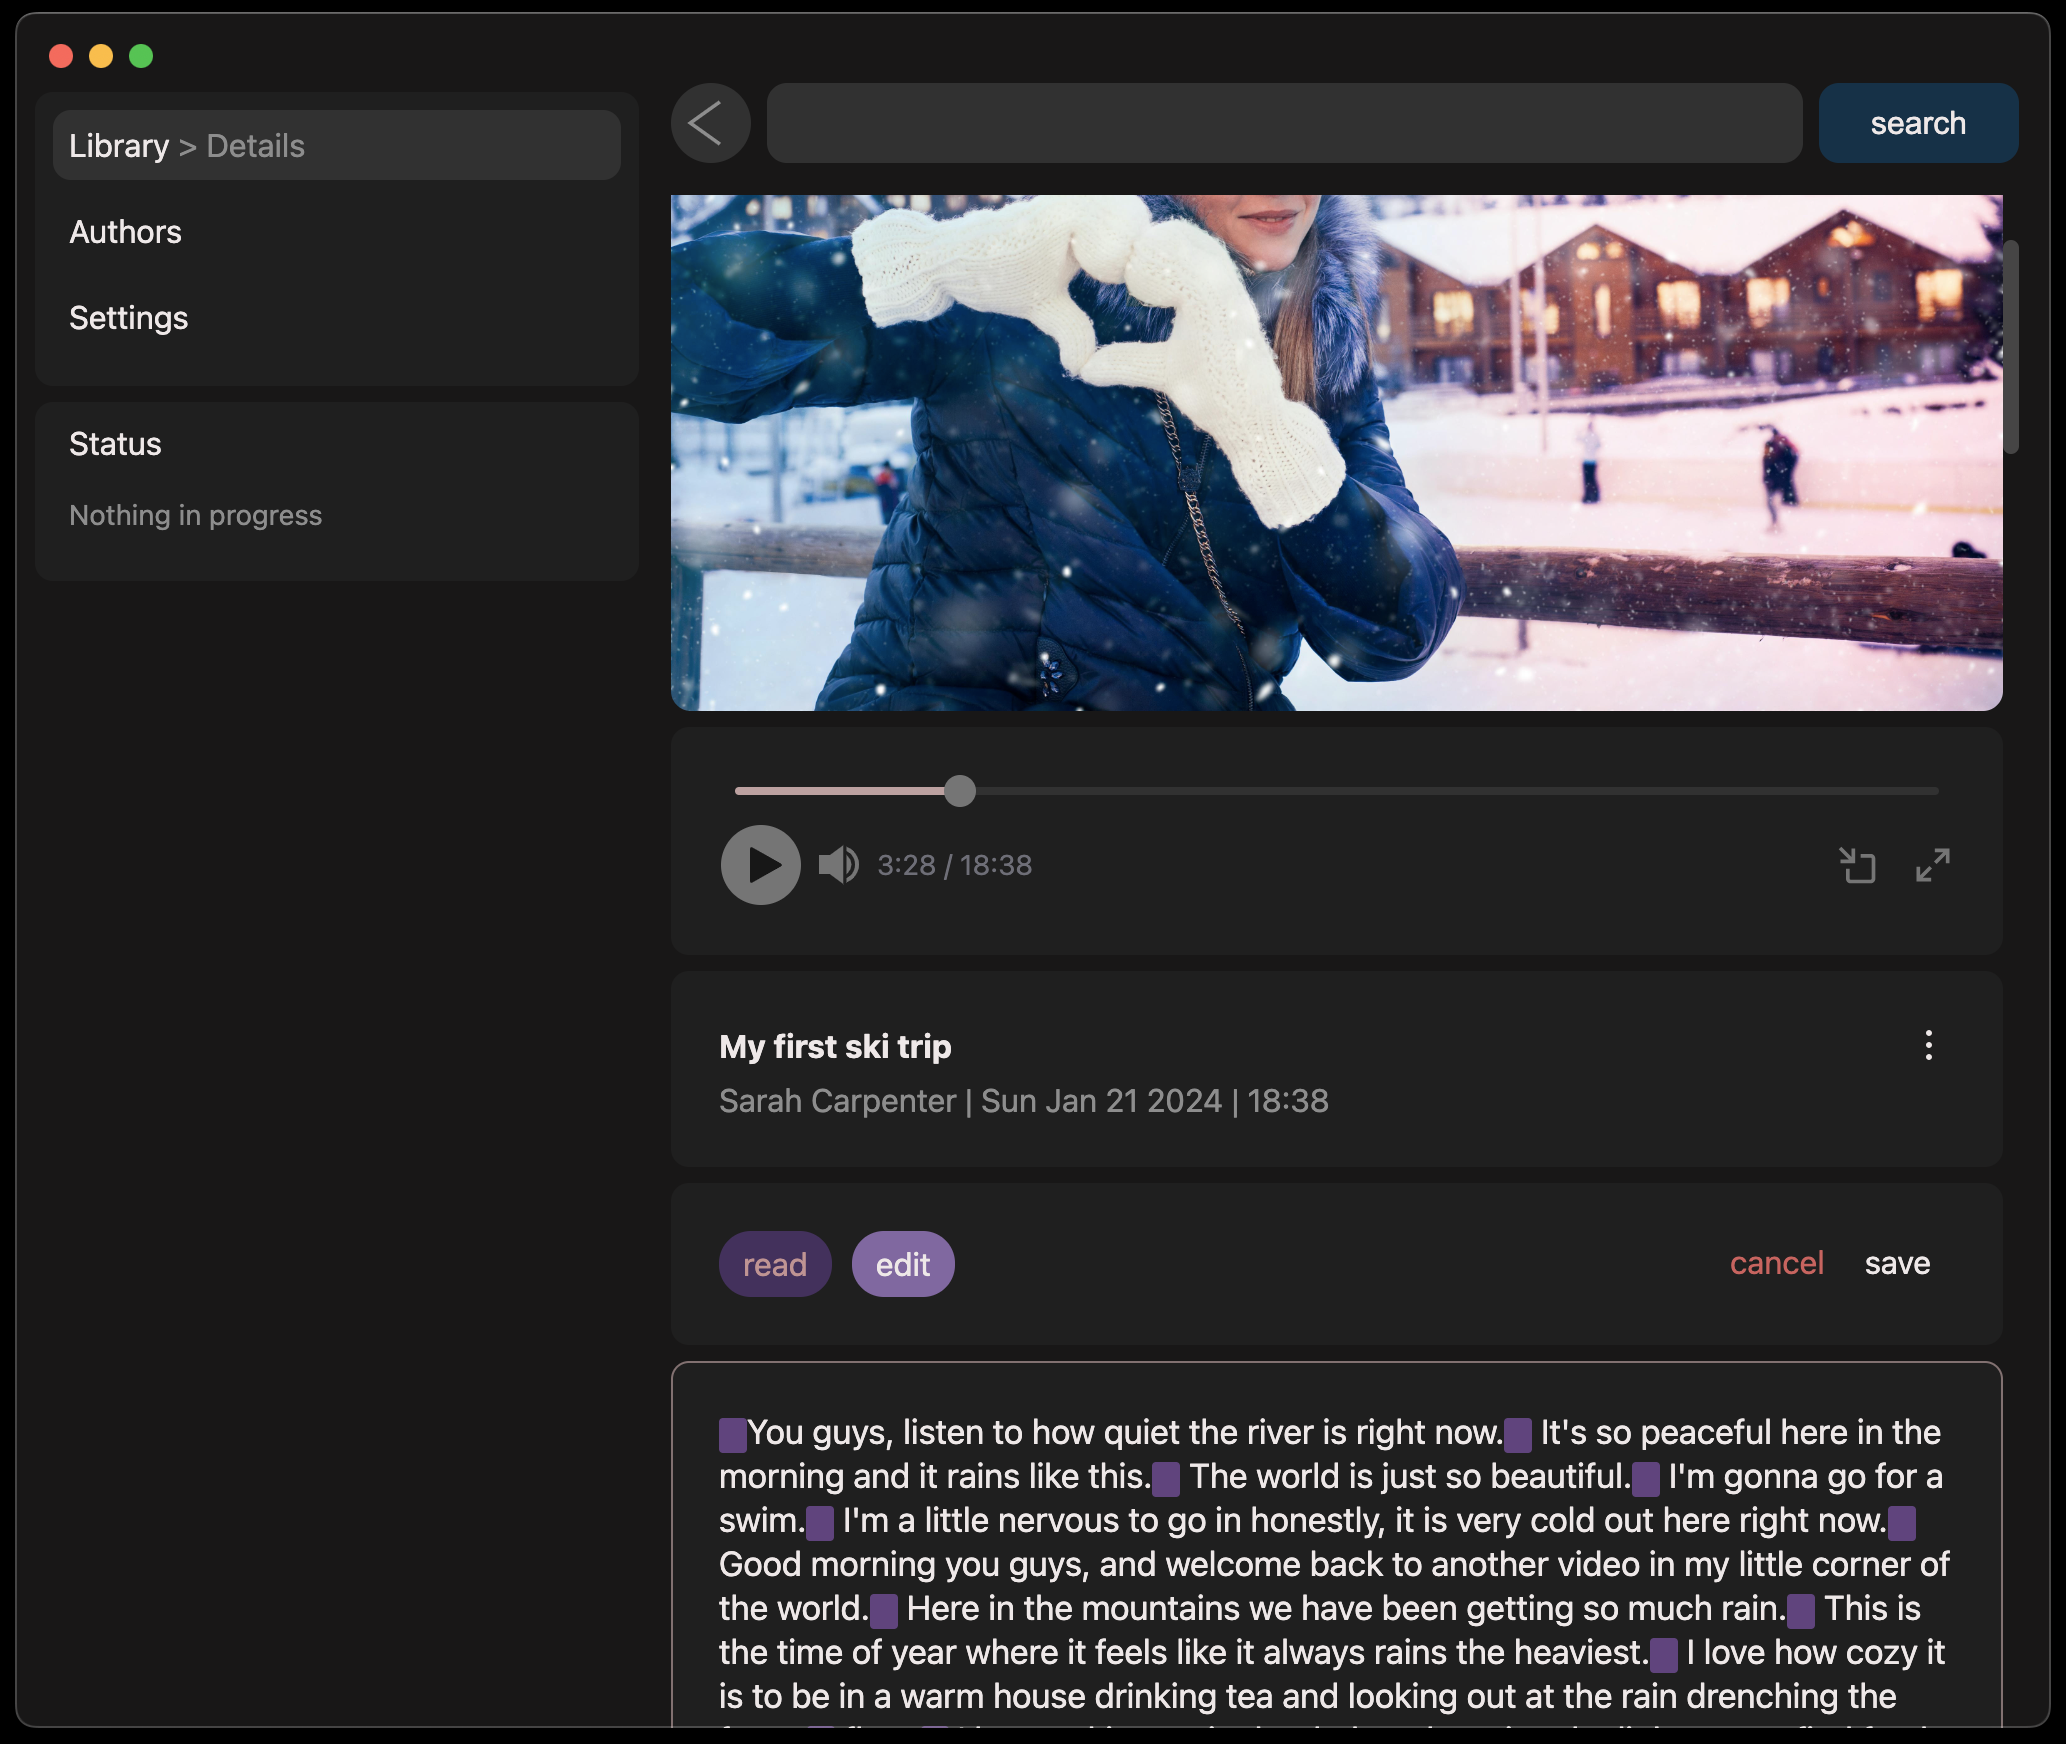 Library > Details
Authors
Settings
Status
Nothing in progress
search
3:28 / 18:38
My first ski trip
Sarah Carpenter | Sun Jan 21 2024 | 18:38
read
edit
cancel
save
You guys, listen to how quiet the river is right now. It's so peaceful here in the
morning and it rains like this. The world is just so beautiful. I'm gonna go for a
swim. I'm a little nervous to go in honestly, it is very cold out here right now.
Good morning you guys, and welcome back to another video in my little corner of
the world. Here in the mountains we have been getting so much rain. This is
the time of year where it feels like it always rains the heaviest. I love how cozy it
is to be in a warm house drinking tea and looking out at the rain drenching the